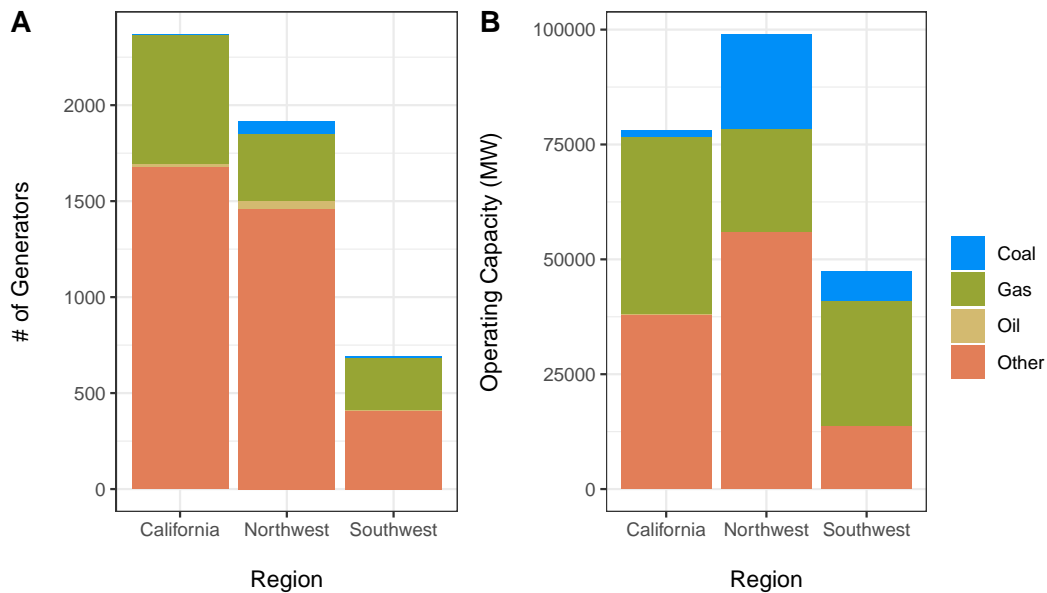 A
# of Generators
2000
1500
1000
500
0
California Northwest Southwest
Region
B
Operating Capacity (MW)
100000
75000
50000
25000
0
California Northwest Southwest
Region
Coal
Gas
Oil
Other